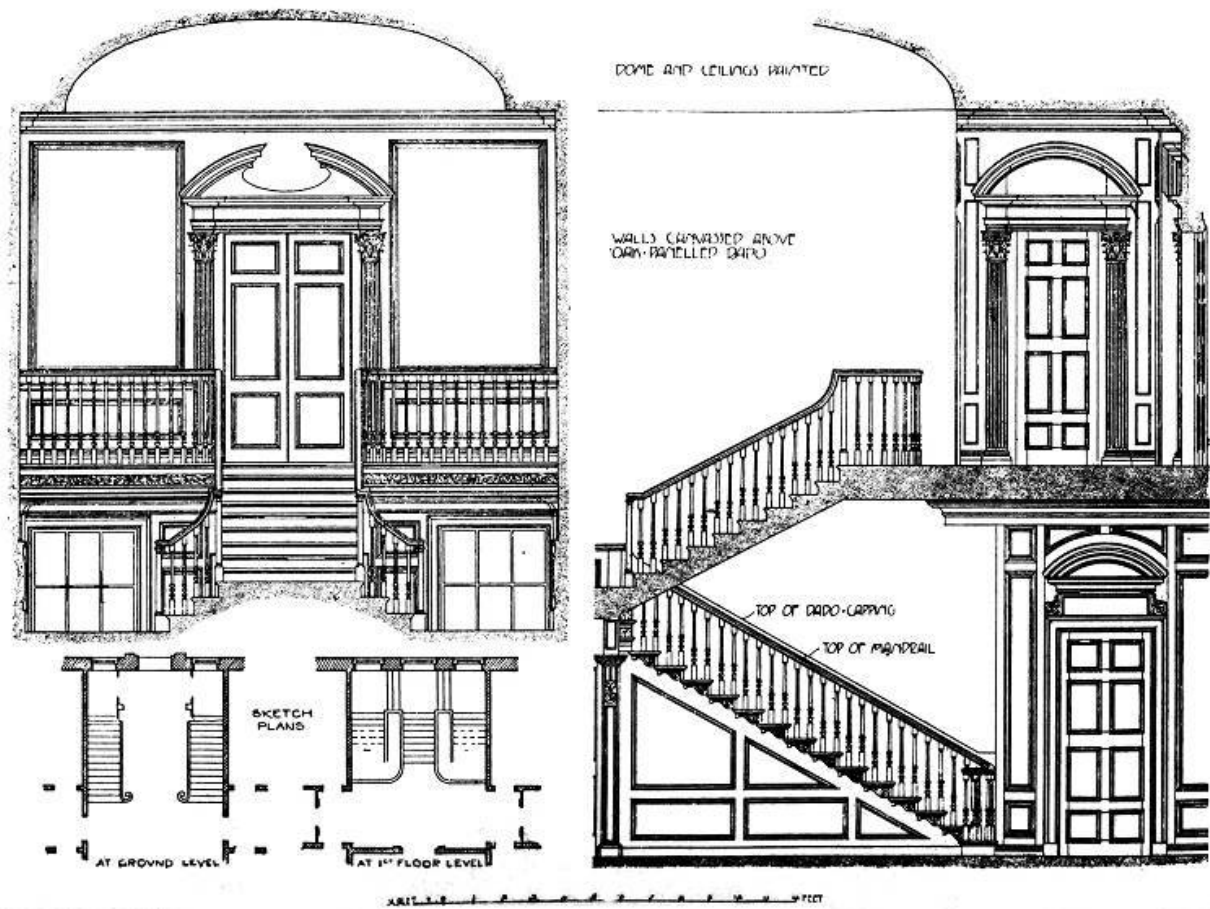 DOME AND CEILINGS PAINTED
WALLS CANVASSED ABOVE
OAK-PANELLED DADO
TOP OF DADO-CAPPING
TOP OF HANDRAIL
SKETCH
PLANS
AT GROUND LEVEL
AT 1ST FLOOR LEVEL
FEET